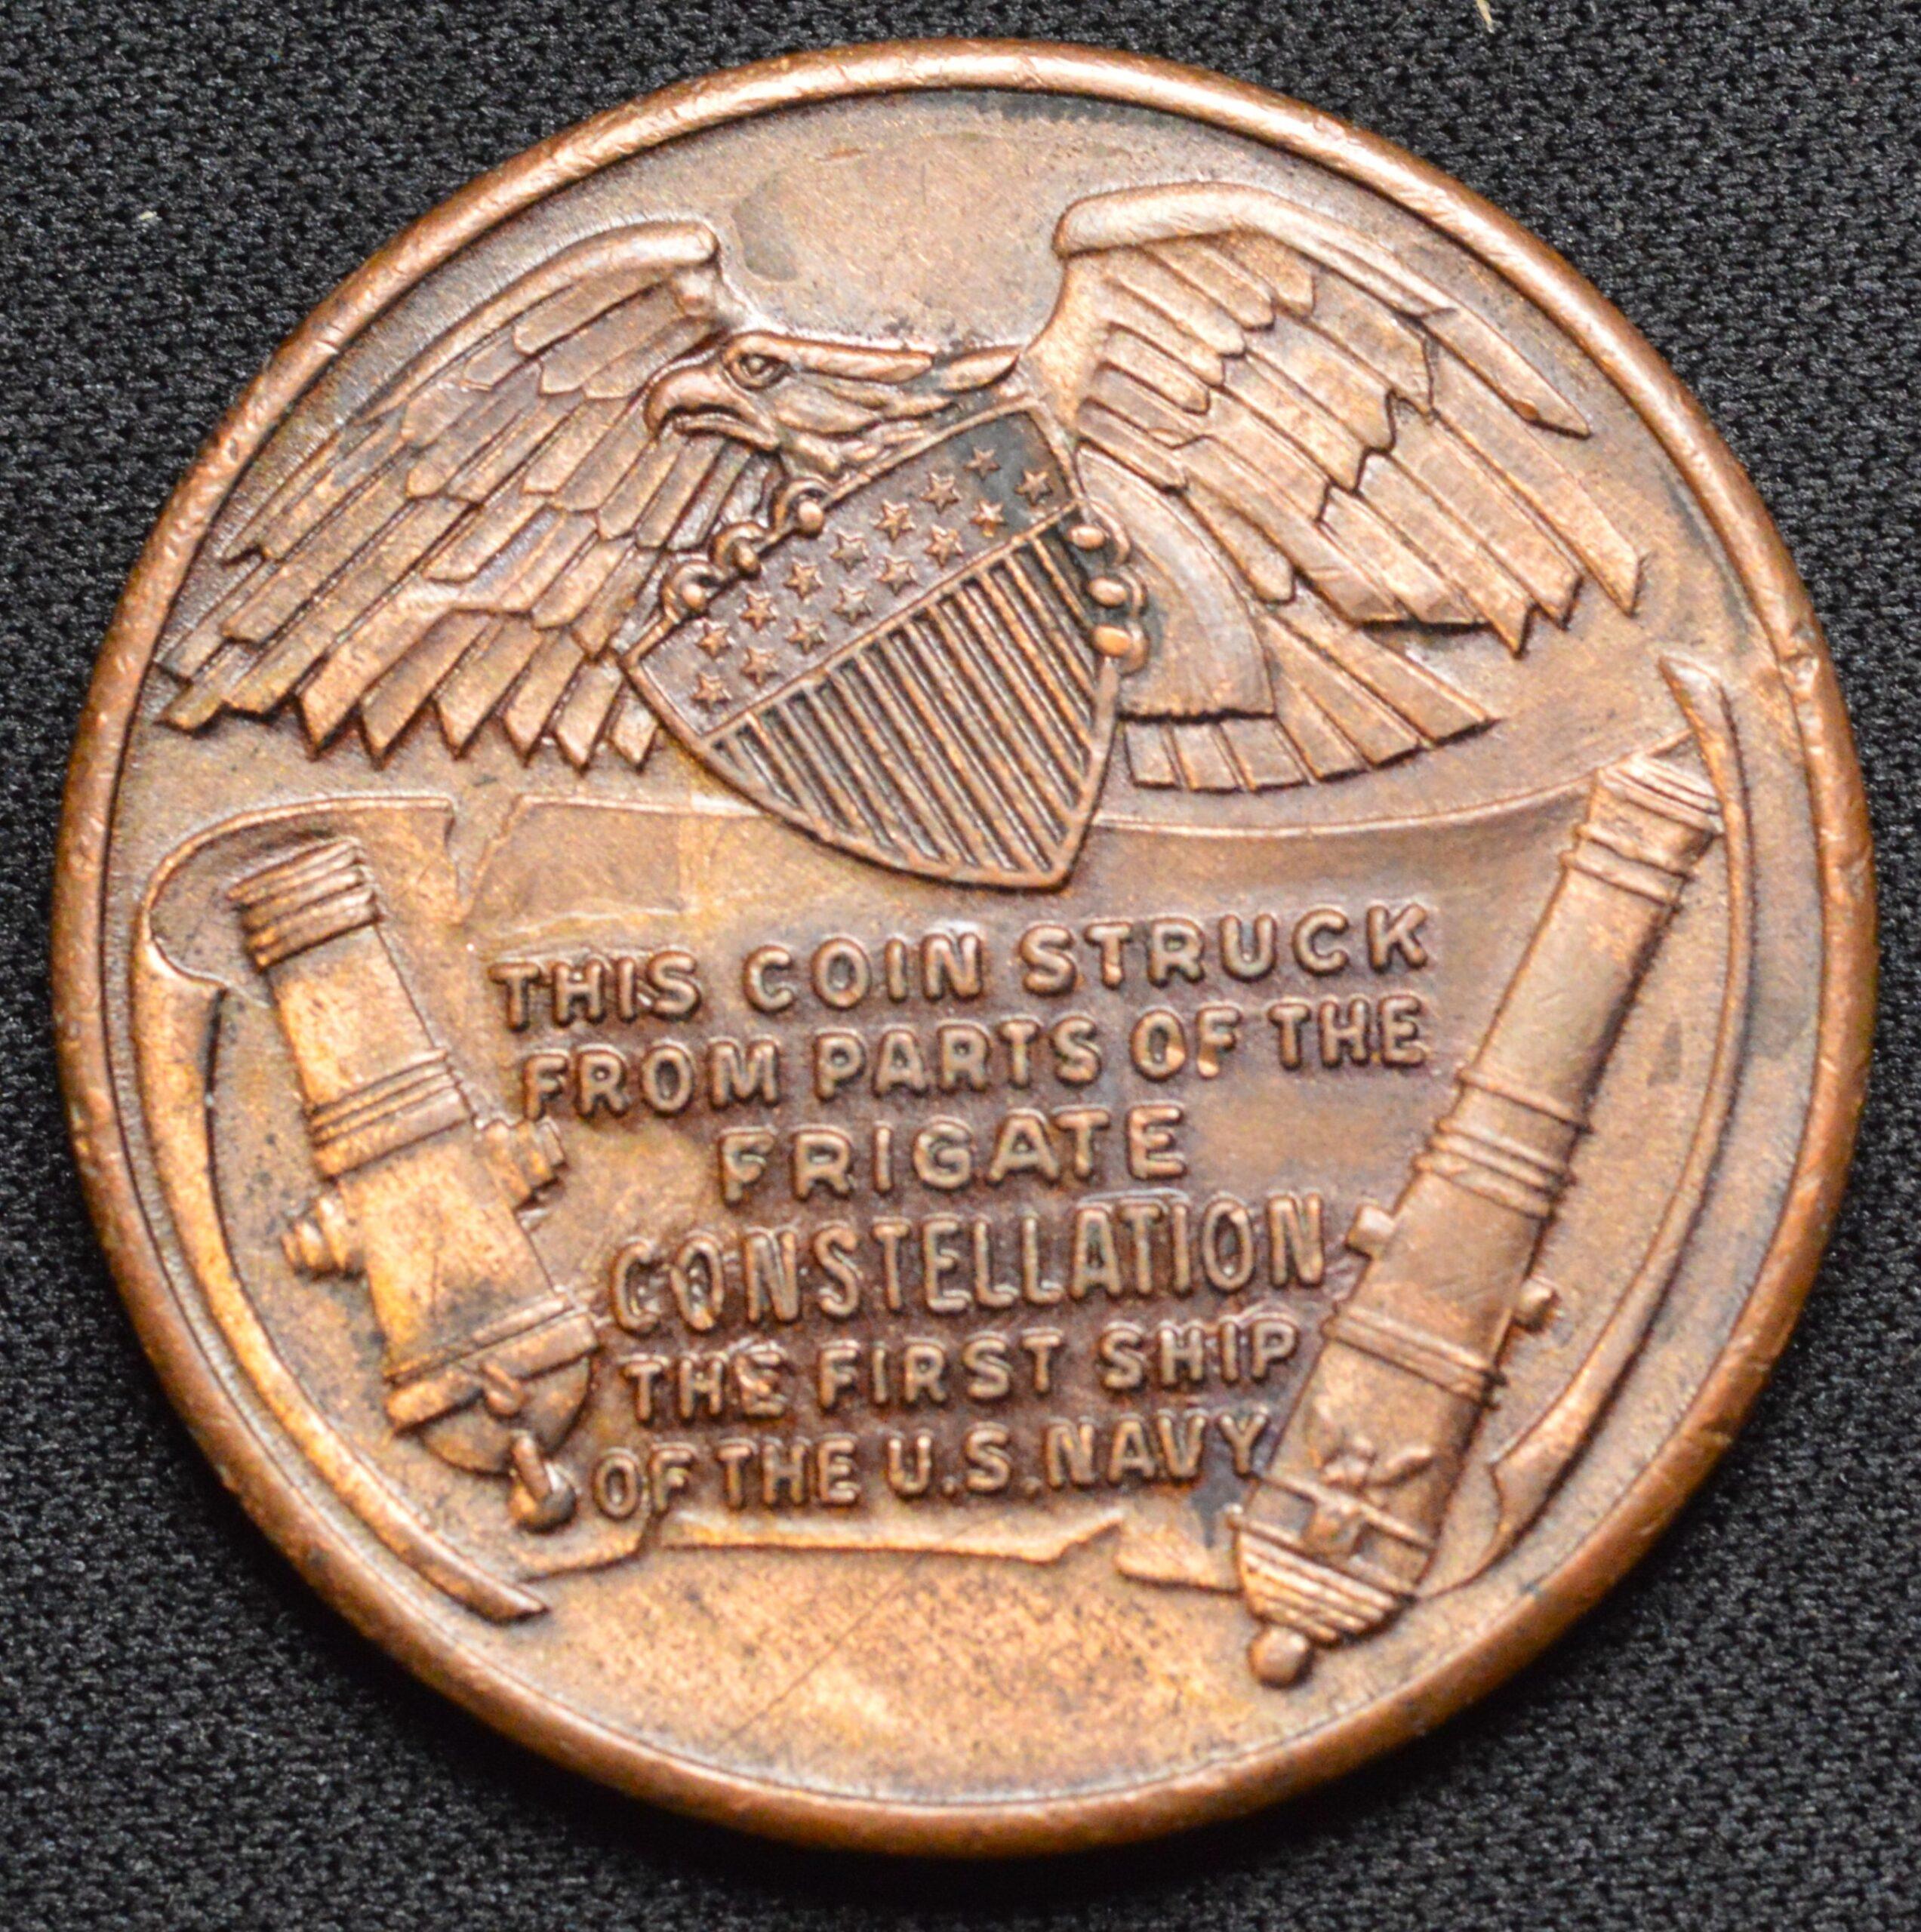 THIS COIN STRUCK
FROM PARTS OF THE
FRIGATE
CONSTELLATION
THE FIRST SHIP
OF THE U.S. NAVY